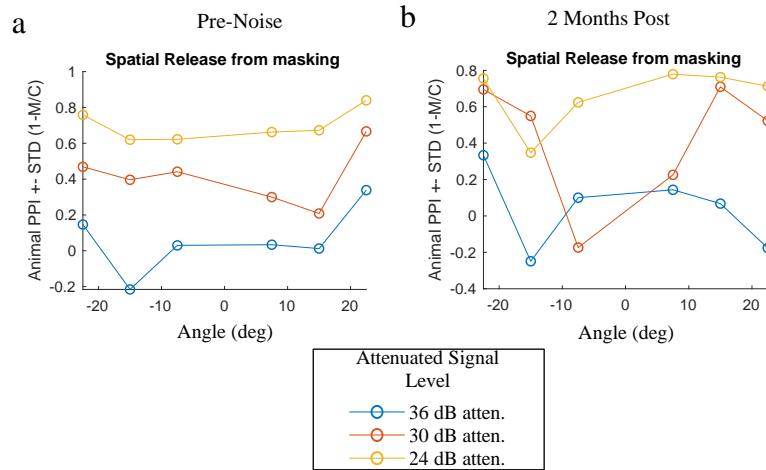 a
Pre-Noise
Spatial Release from masking
Animal PPI +- STD (1-M/C)
1
0.8
0.6
0.4
0.2
0
-0.2
-20
-10
0
10
20
Angle (deg)
b
2 Months Post
Spatial Release from masking
Animal PPI +- STD (1-M/C)
0.8
0.6
0.4
0.2
0
-0.2
-0.4
-20
-10
0
10
20
Angle (deg)
Attenuated Signal
Level
36 dB atten.
30 dB atten.
24 dB atten.